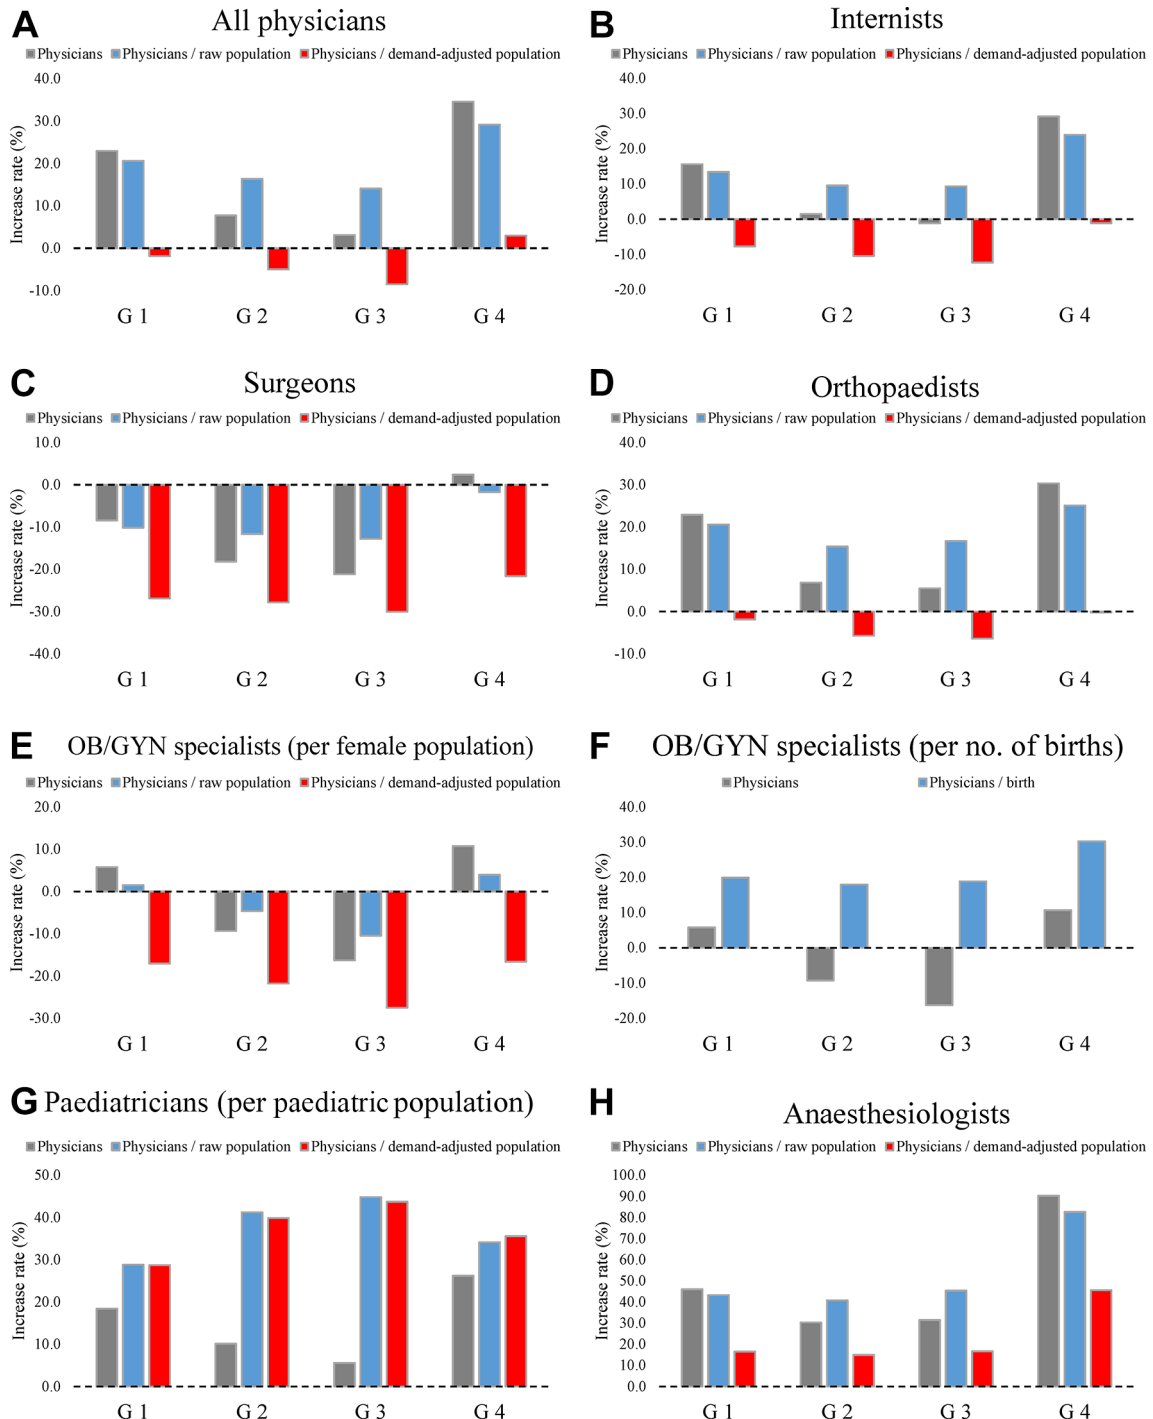 A
All physicians
Physicians Physicians / raw population Physicians / demand-adjusted population
Increase rate (%)
40.0
30.0
20.0
10.0
0.0
-10.0
G 1 G 2 G 3 G 4
B
Internists
Physicians Physicians / raw population Physicians / demand-adjusted population
Increase rate (%)
40.0
30.0
20.0
10.0
0.0
-10.0
-20.0
G 1 G 2 G 3 G 4
C
Surgeons
Physicians Physicians / raw population Physicians / demand-adjusted population
Increase rate (%)
10.0
0.0
-10.0
-20.0
-30.0
-40.0
G 1 G 2 G 3 G 4
D
Orthopaedists
Physicians Physicians / raw population Physicians / demand-adjusted population
Increase rate (%)
40.0
30.0
20.0
10.0
0.0
-10.0
G 1 G 2 G 3 G 4
E
OB/GYN specialists (per female population)
Physicians Physicians / raw population Physicians / demand-adjusted population
Increase rate (%)
20.0
10.0
0.0
-10.0
-20.0
-30.0
G 1 G 2 G 3 G 4
F
OB/GYN specialists (per no. of births)
Physicians Physicians / birth
Increase rate (%)
40.0
30.0
20.0
10.0
0.0
-10.0
-20.0
G 1 G 2 G 3 G 4
G
Paediatricians (per paediatric population)
Physicians Physicians / raw population Physicians / demand-adjusted population
Increase rate (%)
50.0
40.0
30.0
20.0
10.0
0.0
G 1 G 2 G 3 G 4
H
Anaesthesiologists
Physicians Physicians / raw population Physicians / demand-adjusted population
Increase rate (%)
100.0
90.0
80.0
70.0
60.0
50.0
40.0
30.0
20.0
10.0
0.0
G 1 G 2 G 3 G 4